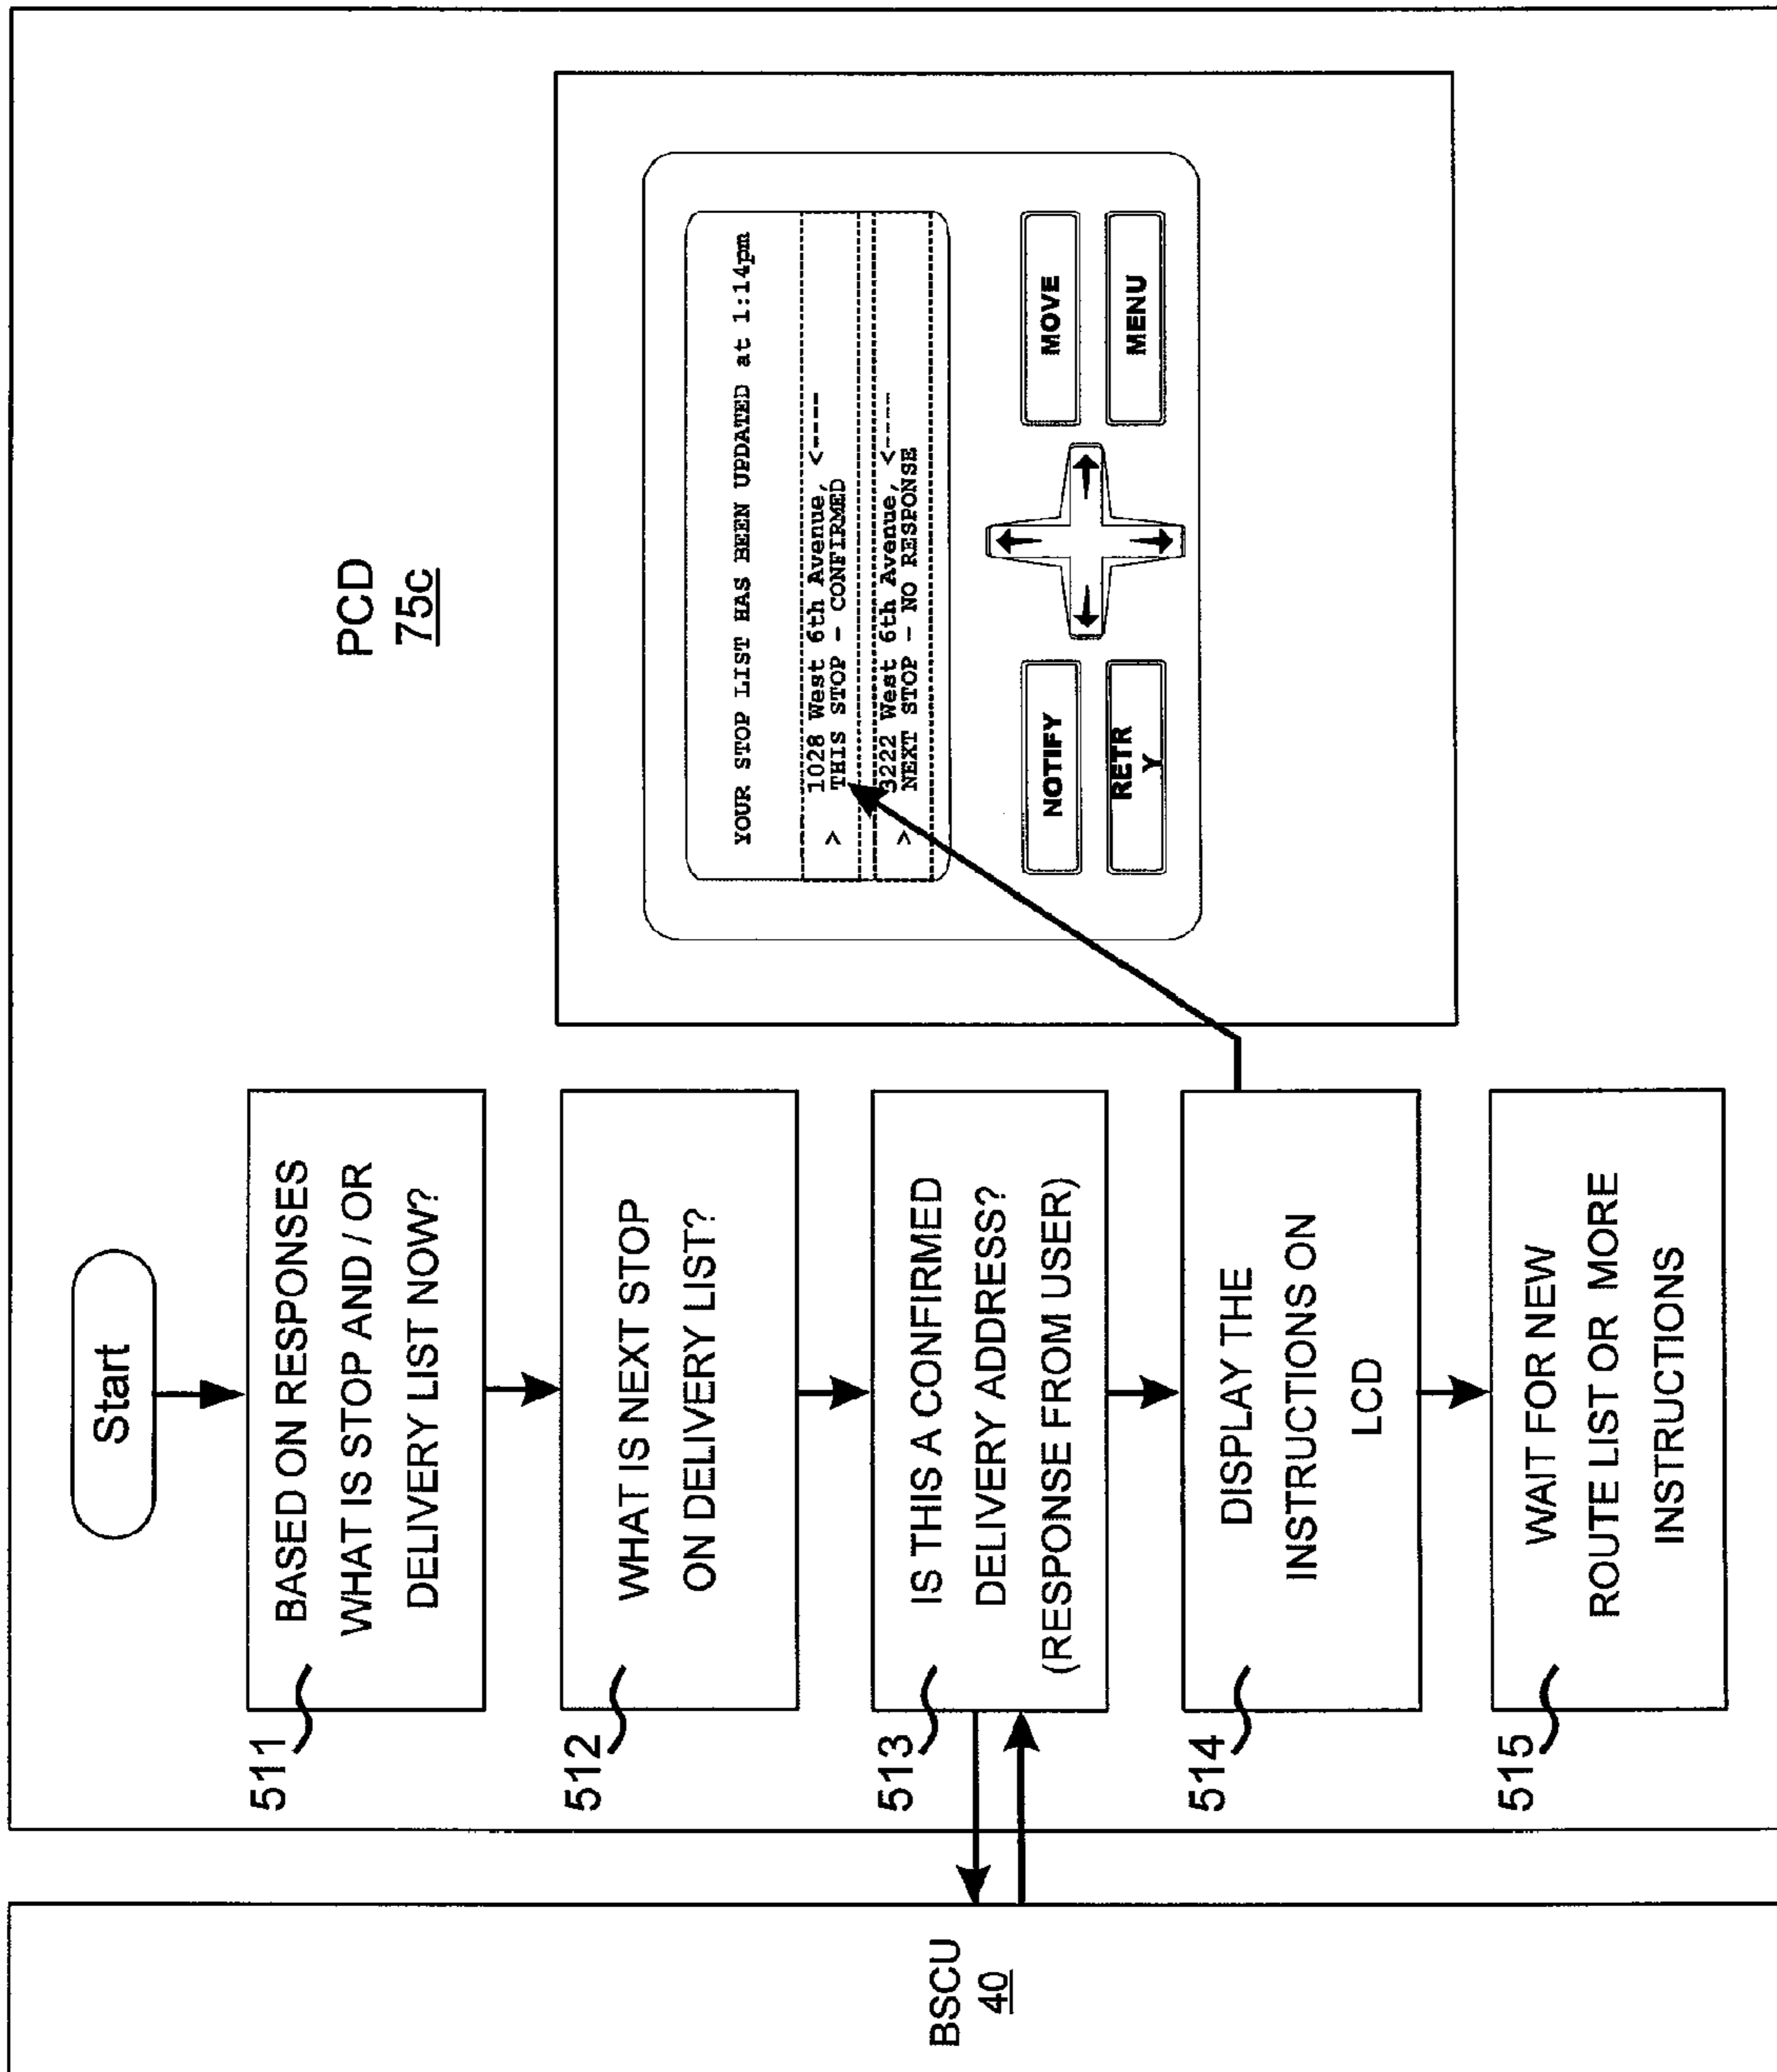 BSCU
40
PCD
75c
Start
511
BASED ON RESPONSES
WHAT IS STOP AND / OR
DELIVERY LIST NOW?
512
WHAT IS NEXT STOP
ON DELIVERY LIST?
513
IS THIS A CONFIRMED
DELIVERY ADDRESS?
(RESPONSE FROM USER)
514
DISPLAY THE
INSTRUCTIONS ON
LCD
515
WAIT FOR NEW
ROUTE LIST OR MORE
INSTRUCTIONS
YOUR STOP LIST HAS BEEN UPDATED at 1:14pm
> 1028 West 6th Avenue, <----
THIS STOP - CONFIRMED
> 3222 West 6th Avenue, <----
NEXT STOP - NO RESPONSE
NOTIFY
MOVE
RETR
Y
MENU